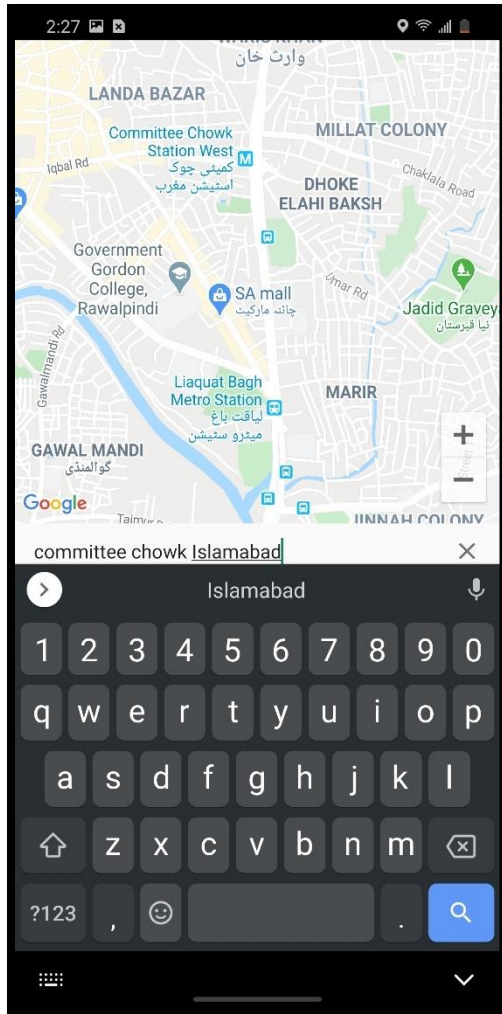 2:27
وارث خان
LANDA BAZAR
Committee Chowk
Station West
کمیٹی چوک
اسٹیشن مغرب
MILLAT COLONY
Iqbal Rd
Chaklala Road
DHOKE
ELAHI BAKSH
Government
Gordon
College,
Rawalpindi
SA mall
چائنہ مارکیٹ
Umar Rd
Jadid Gravey
نیا قبرستان
Gawalmandi Rd
Liaquat Bagh
Metro Station
لیاقت باغ
میٹرو سٹیشن
MARIR
GAWAL MANDI
گوالمنڈی
Google
JINNAH COLONY
committee chowk Islamabad
Islamabad
1 2 3 4 5 6 7 8 9 0
q w e r t y u i o p
a s d f g h j k l
z x c v b n m
?123 , .